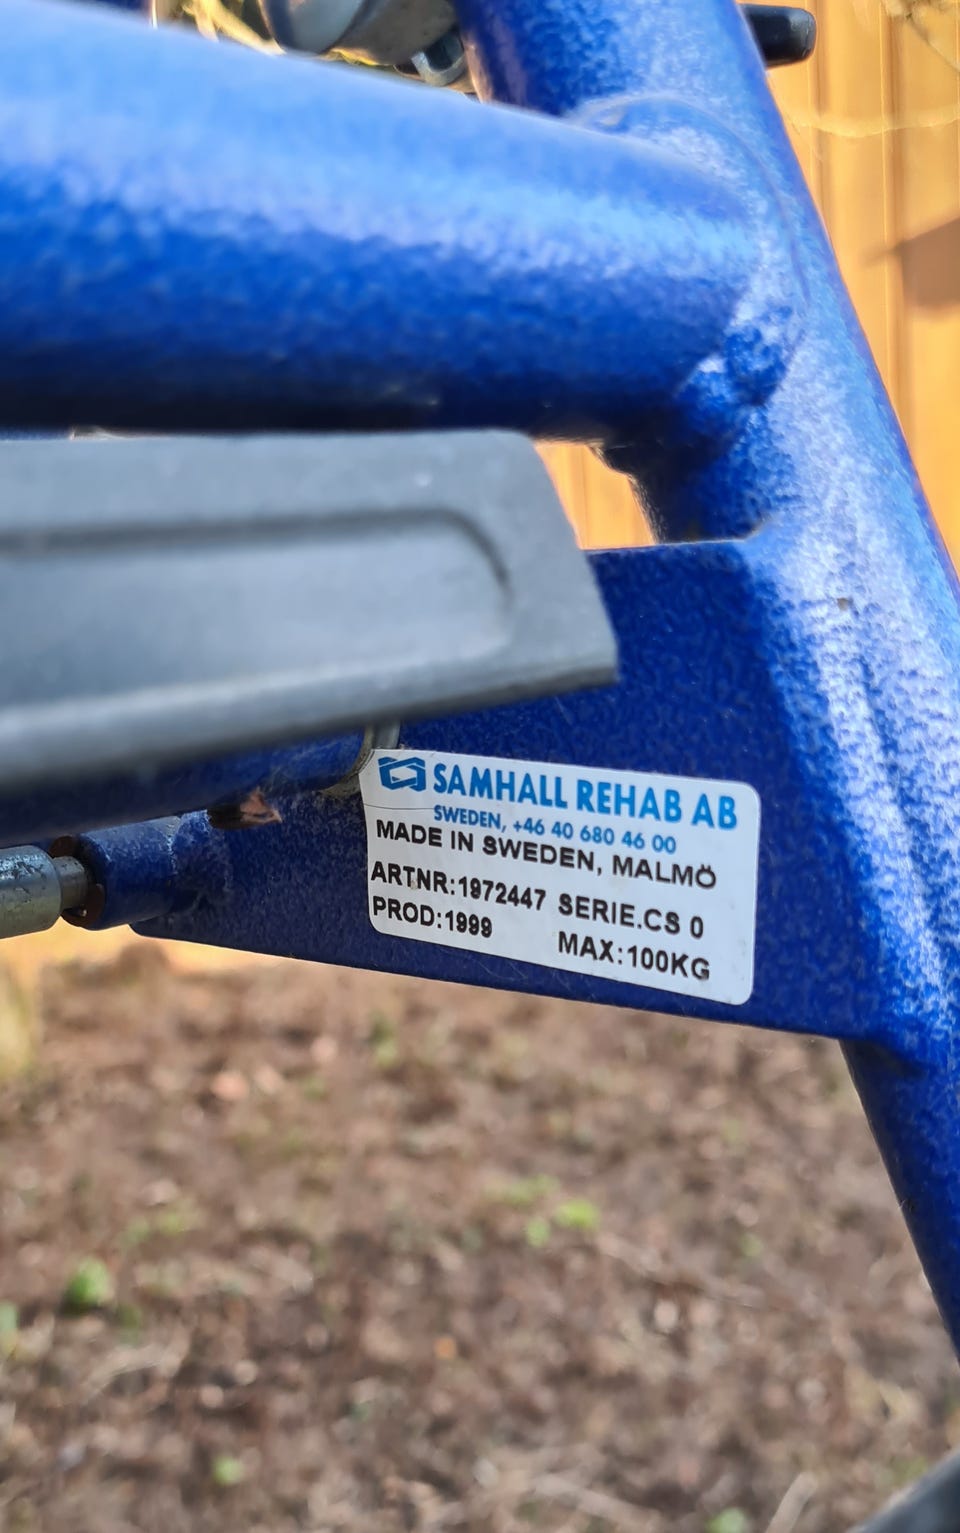 SAMHALL REHAB AB
SWEDEN, +46 40 680 46 00
MADE IN SWEDEN, MALMÖ
ARTNR:1972447 SERIE.CS 0
PROD:1999 MAX:100KG